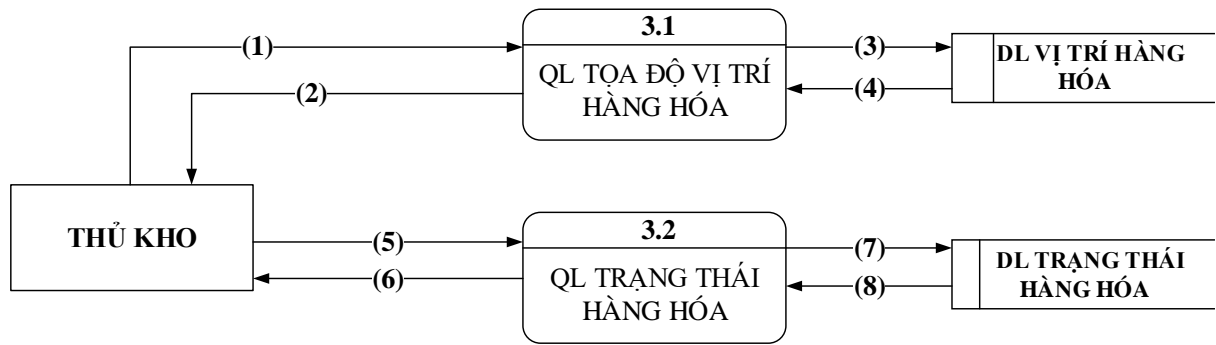 3.1
(1)
(3)
QL TỌA ĐỘ VỊ TRÍ
HÀNG HÓA
DL VỊ TRÍ HÀNG
HÓA
(2)
(4)
THỦ KHO
3.2
(5)
(7)
QL TRẠNG THÁI
HÀNG HÓA
DL TRẠNG THÁI
HÀNG HÓA
(6)
(8)